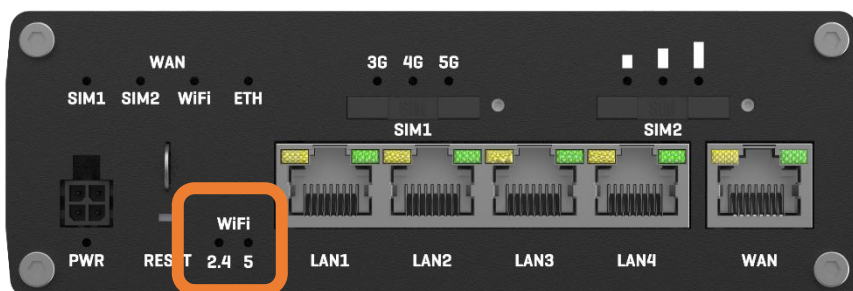 WAN
SIM1 SIM2 WiFi ETH
3G 4G 5G
SIM1
SIM2
WiFi
2.4 5
PWR
RESET
LAN1
LAN2
LAN3
LAN4
WAN